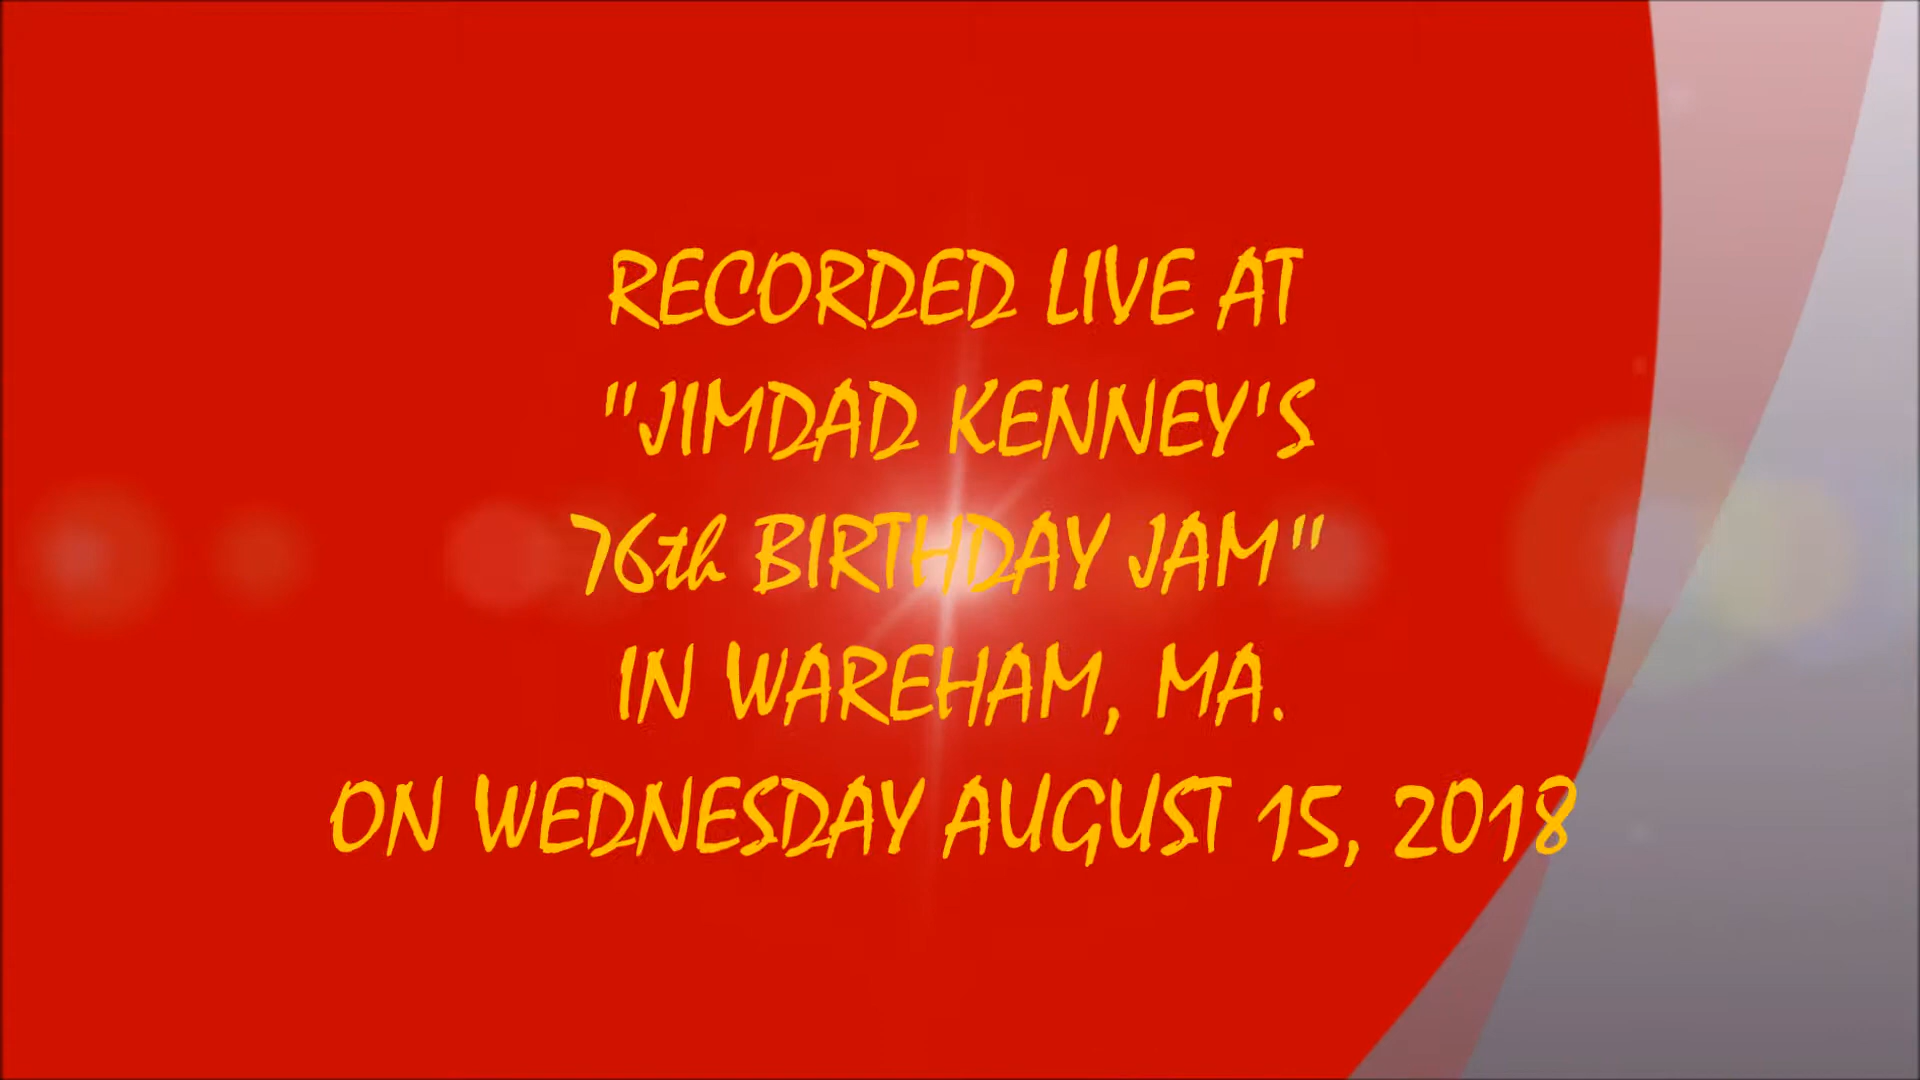 RECORDED LIVE AT
"JIMDAD KENNEY'S
76th BIRTHDAY JAM"
IN WAREHAM, MA.
ON WEDNESDAY AUGUST 15, 2018